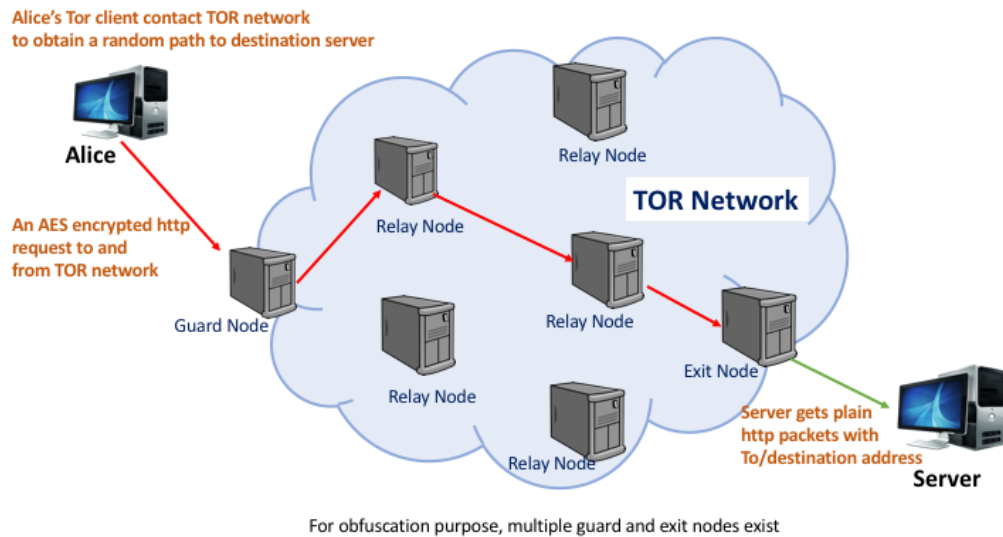 Alice's Tor client contact TOR network
to obtain a random path to destination server
Alice
Relay Node
TOR Network
An AES encrypted http
request to and
from TOR network
Relay Node
Guard Node
Relay Node
Relay Node
Exit Node
Server gets plain
http packets with
To/destination address
Relay Node
Server
For obfuscation purpose, multiple guard and exit nodes exist